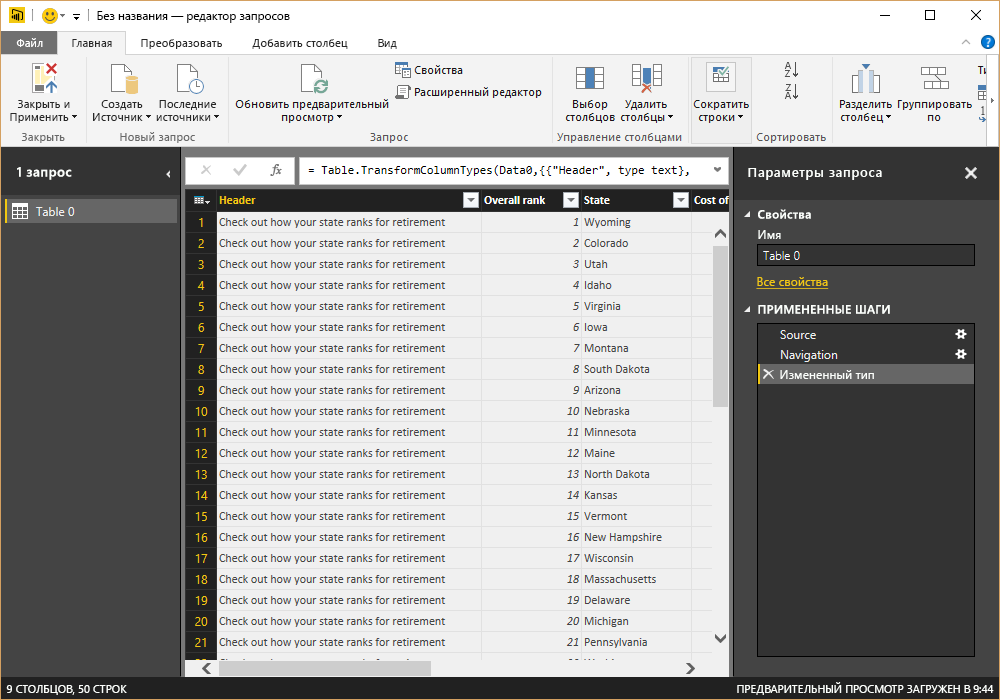 Без названия — редактор запросов
Файл Главная Преобразовать Добавить столбец Вид
Закрыть и Применить
Закрыть
Создать Источник
Последние источники
Новый запрос
Обновить предварительный просмотр
Свойства
Расширенный редактор
Запрос
Выбор столбцов
Удалить столбцы
Управление столбцами
Сократить строки
Сортировать
Разделить столбец
Группировать по
1 запрос
Table 0
= Table.TransformColumnTypes(Data0,{{"Header", type text},
Header Overall rank State Cost of
1 Check out how your state ranks for retirement 1 Wyoming
2 Check out how your state ranks for retirement 2 Colorado
3 Check out how your state ranks for retirement 3 Utah
4 Check out how your state ranks for retirement 4 Idaho
5 Check out how your state ranks for retirement 5 Virginia
6 Check out how your state ranks for retirement 6 Iowa
7 Check out how your state ranks for retirement 7 Montana
8 Check out how your state ranks for retirement 8 South Dakota
9 Check out how your state ranks for retirement 9 Arizona
10 Check out how your state ranks for retirement 10 Nebraska
11 Check out how your state ranks for retirement 11 Minnesota
12 Check out how your state ranks for retirement 12 Maine
13 Check out how your state ranks for retirement 13 North Dakota
14 Check out how your state ranks for retirement 14 Kansas
15 Check out how your state ranks for retirement 15 Vermont
16 Check out how your state ranks for retirement 16 New Hampshire
17 Check out how your state ranks for retirement 17 Wisconsin
18 Check out how your state ranks for retirement 18 Massachusetts
19 Check out how your state ranks for retirement 19 Delaware
20 Check out how your state ranks for retirement 20 Michigan
21 Check out how your state ranks for retirement 21 Pennsylvania
Параметры запроса
Свойства
Имя
Table 0
Все свойства
ПРИМЕНЕННЫЕ ШАГИ
Source
Navigation
Измененный тип
9 СТОЛБЦОВ, 50 СТРОК
ПРЕДВАРИТЕЛЬНЫЙ ПРОСМОТР ЗАГРУЖЕН В 9:44